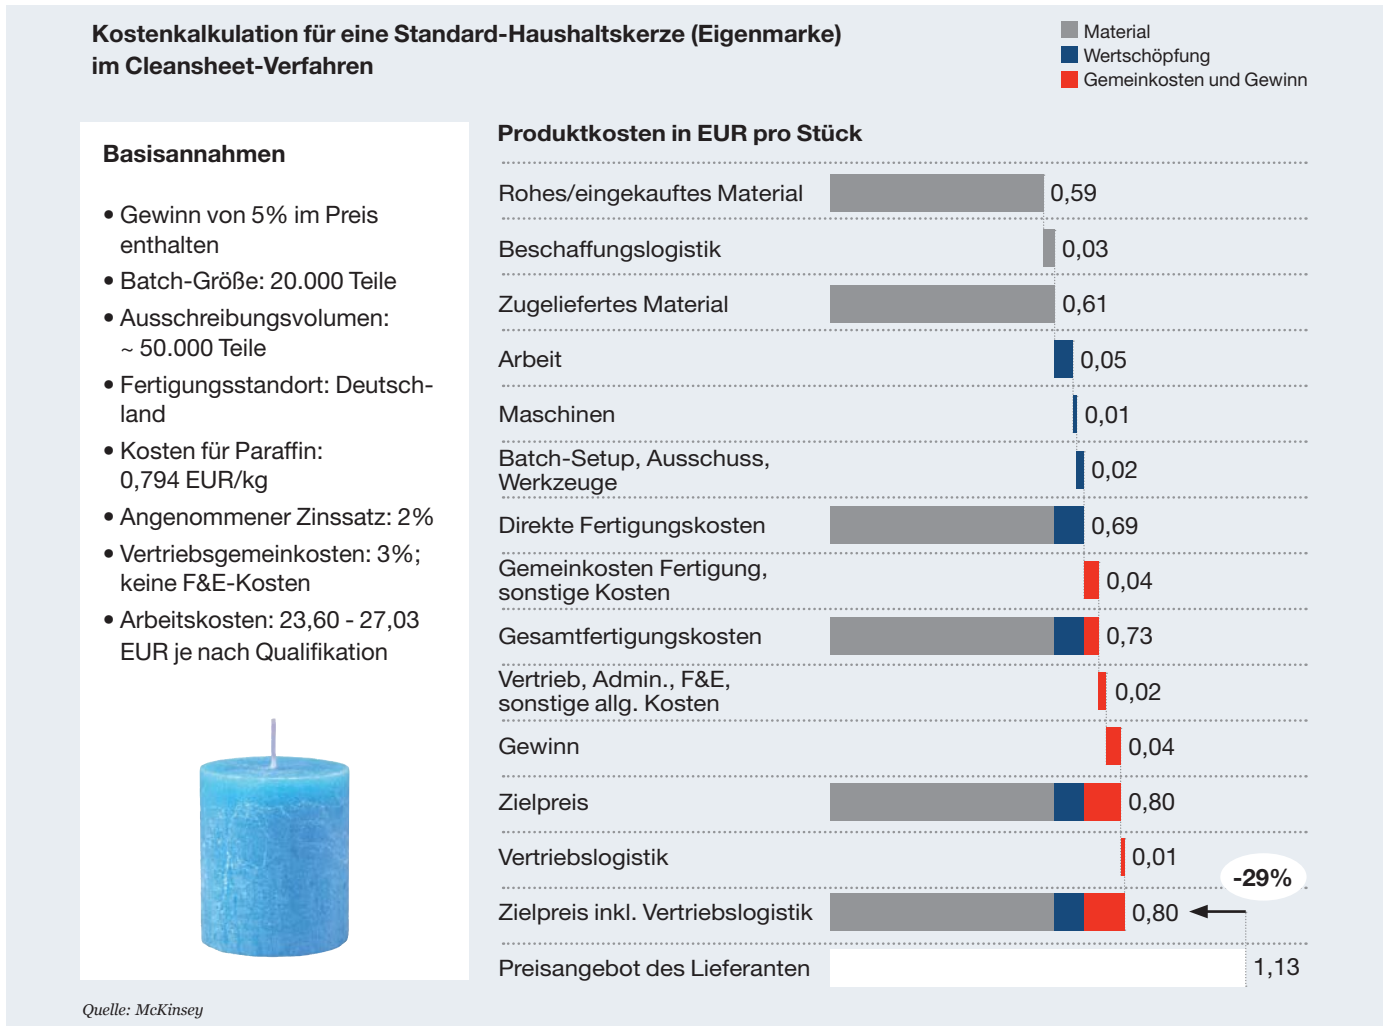 Kostenkalkulation für eine Standard-Haushaltskerze (Eigenmarke)
im Cleansheet-Verfahren
Material
Wertschöpfung
Gemeinkosten und Gewinn
Basisannahmen
• Gewinn von 5% im Preis
enthalten
• Batch-Größe: 20.000 Teile
• Ausschreibungsvolumen:
~ 50.000 Teile
• Fertigungsstandort: Deutsch-
land
• Kosten für Paraffin:
0,794 EUR/kg
• Angenommener Zinssatz: 2%
• Vertriebsgemeinkosten: 3%;
keine F&E-Kosten
• Arbeitskosten: 23,60 - 27,03
EUR je nach Qualifikation
Produktkosten in EUR pro Stück
Rohes/eingekauftes Material 0,59
Beschaffungslogistik 0,03
Zugeliefertes Material 0,61
Arbeit 0,05
Maschinen 0,01
Batch-Setup, Ausschuss,
Werkzeuge 0,02
Direkte Fertigungskosten 0,69
Gemeinkosten Fertigung,
sonstige Kosten 0,04
Gesamtfertigungskosten 0,73
Vertrieb, Admin., F&E,
sonstige allg. Kosten 0,02
Gewinn 0,04
Zielpreis 0,80
Vertriebslogistik 0,01
-29%
Zielpreis inkl. Vertriebslogistik 0,80
Preisangebot des Lieferanten 1,13
Quelle: McKinsey